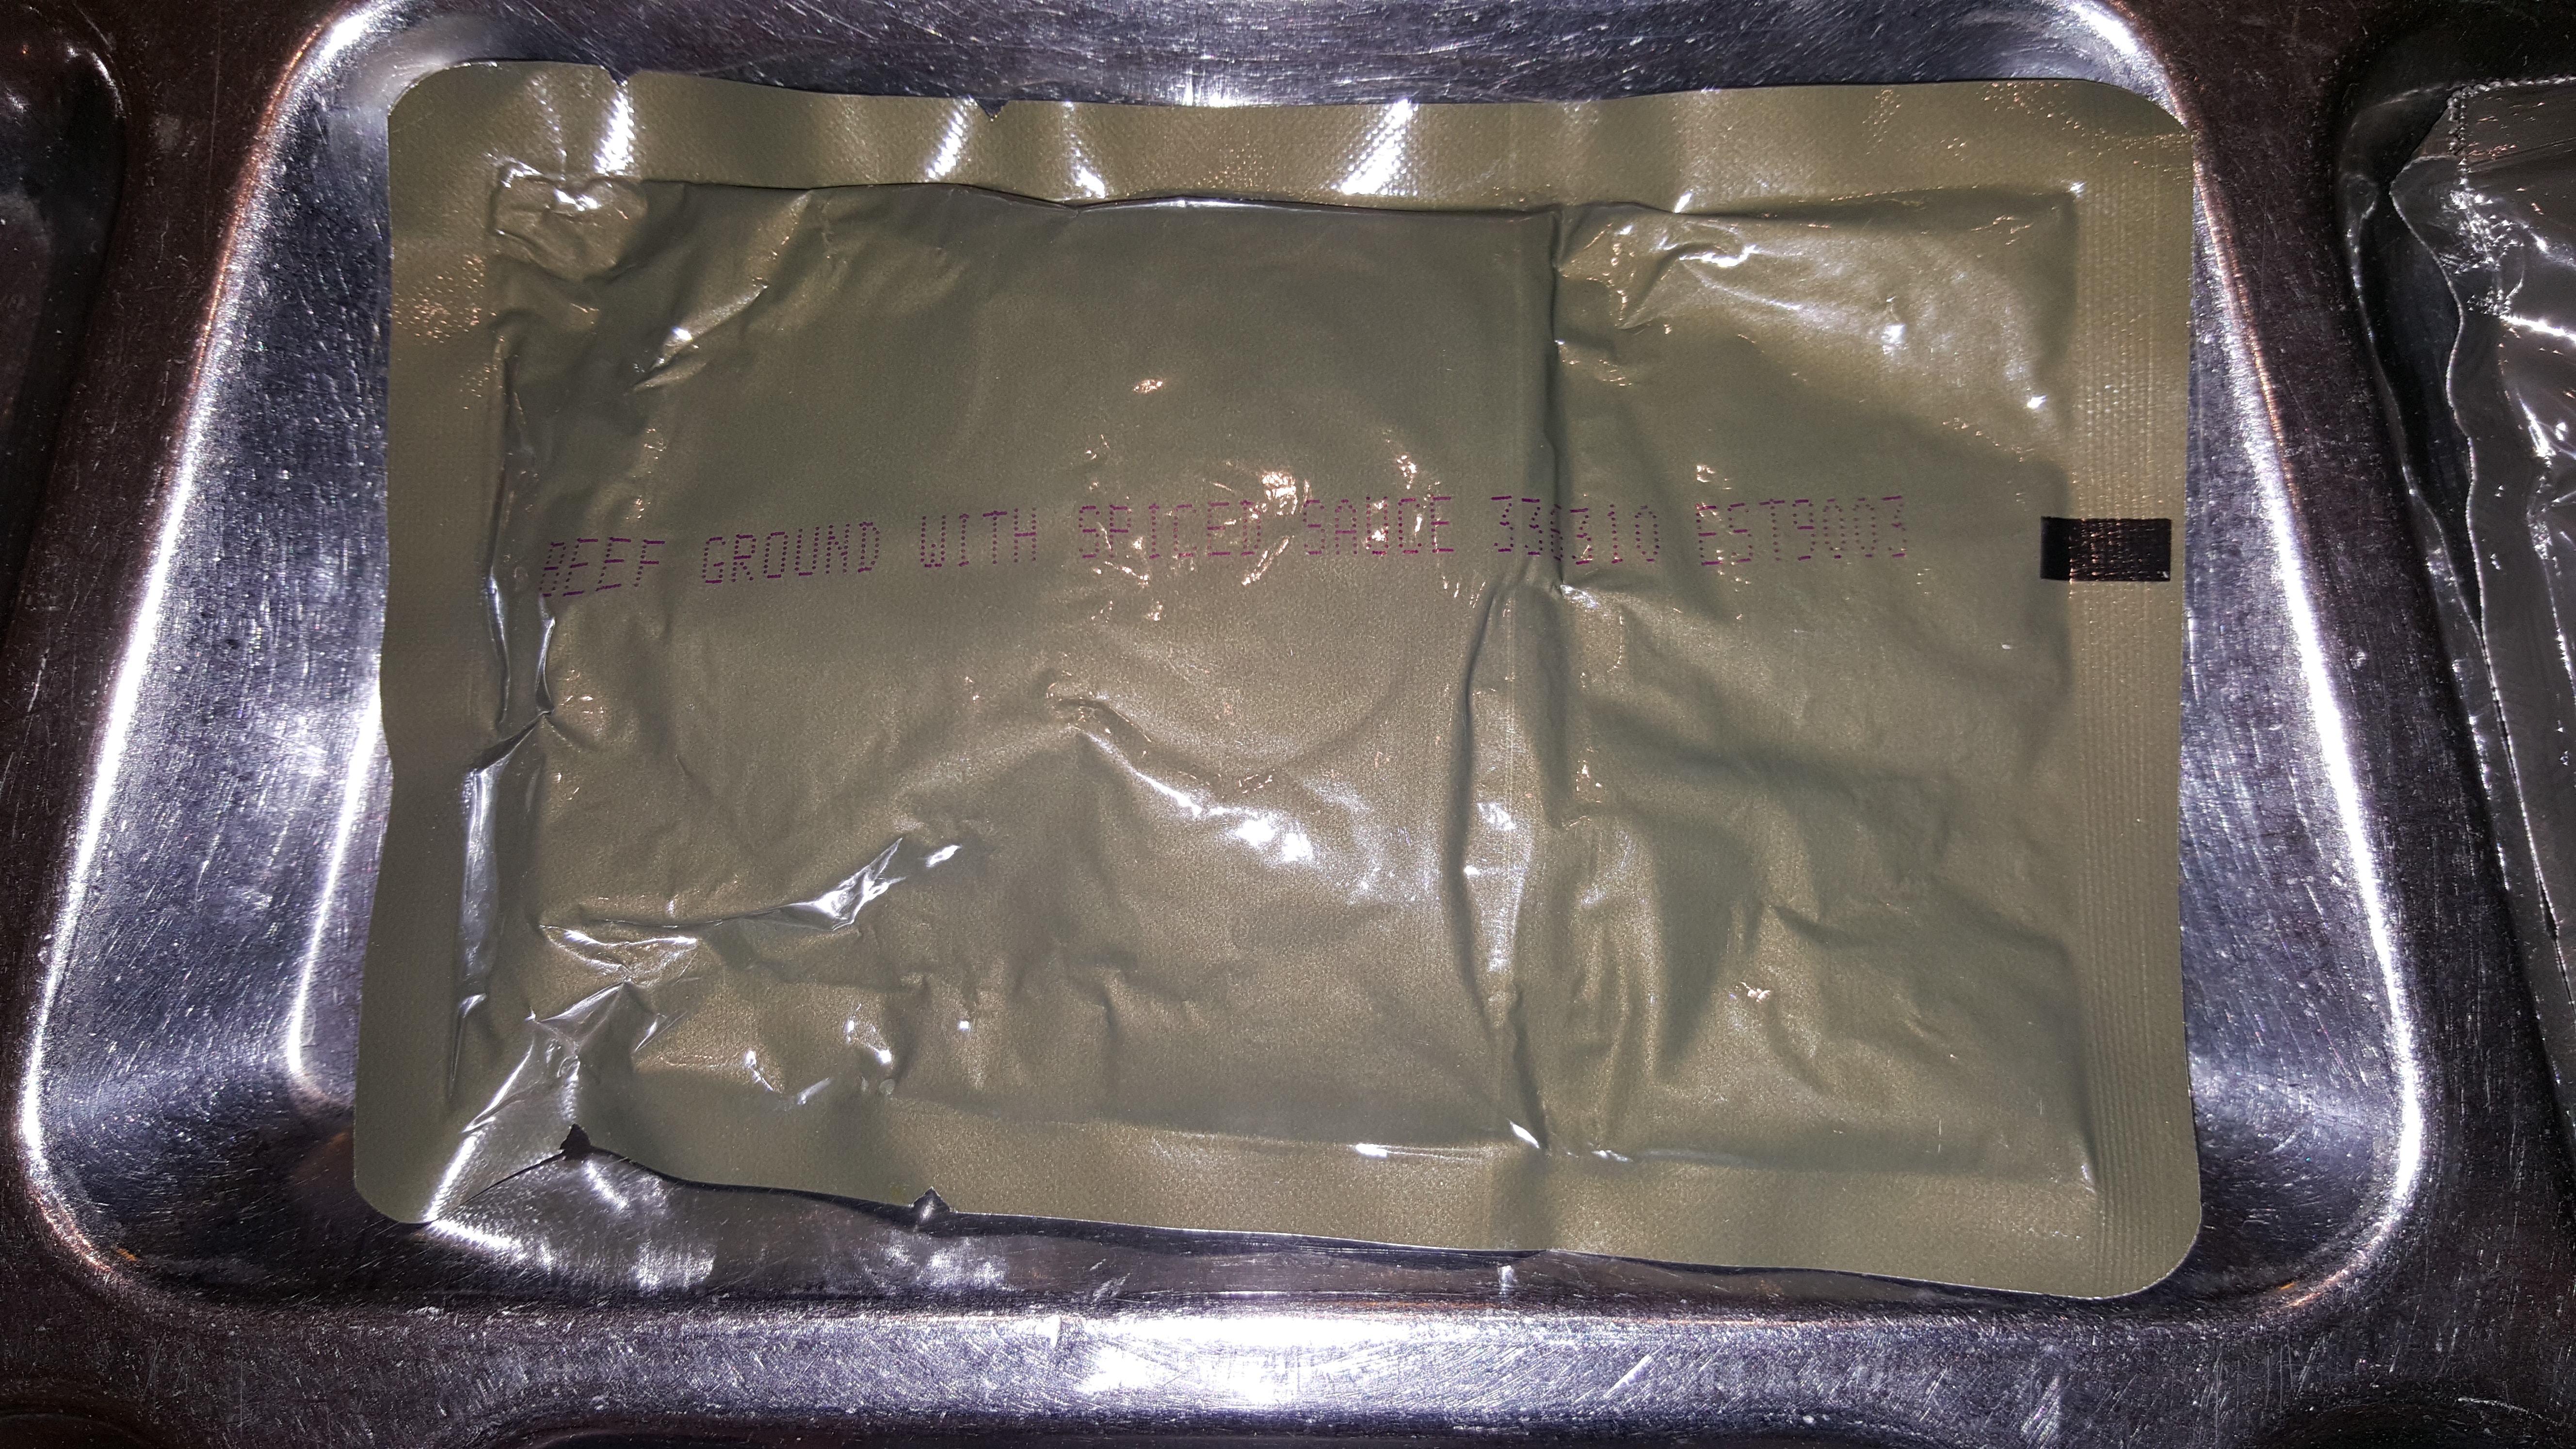 BEEF GROUND WITH SPICED SAUCE EST9003